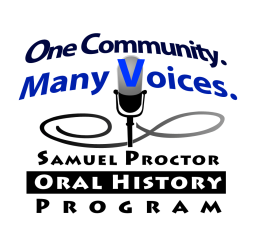 One Community.
Many Voices.
Samuel Proctor
Oral History
Program